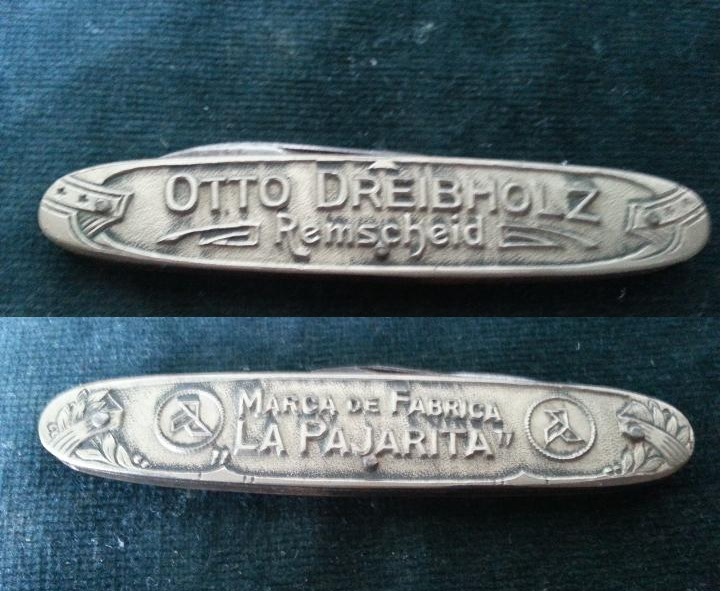 OTTO DREIBHOLZ
Remscheid
MARCA DE FABRICA
"LA PAJARITA"